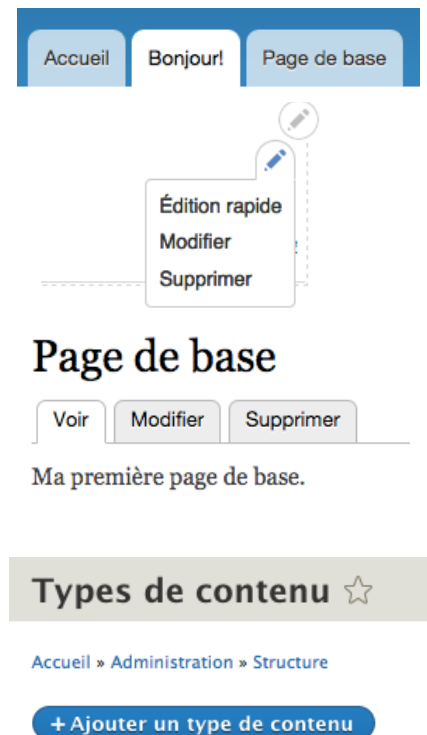 Accueil Bonjour! Page de base
Édition rapide
Modifier
Supprimer
Page de base
Voir Modifier Supprimer
Ma première page de base.
Types de contenu
Accueil » Administration » Structure
+ Ajouter un type de contenu